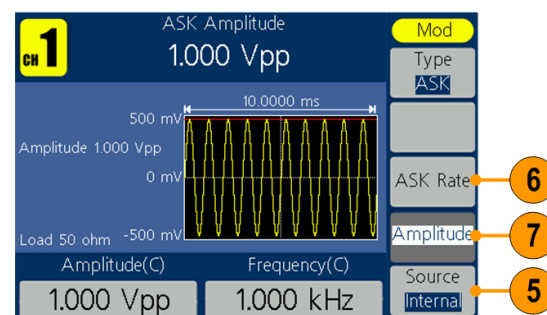 CH 1
ASK Amplitude
1.000 Vpp
Mod
Type
ASK
10.0000 ms
500 mV
Amplitude 1.000 Vpp
0 mV
Load 50 ohm
-500 mV
ASK Rate
6
Amplitude
7
Source
Internal
5
Amplitude(C)
Frequency(C)
1.000 Vpp
1.000 kHz